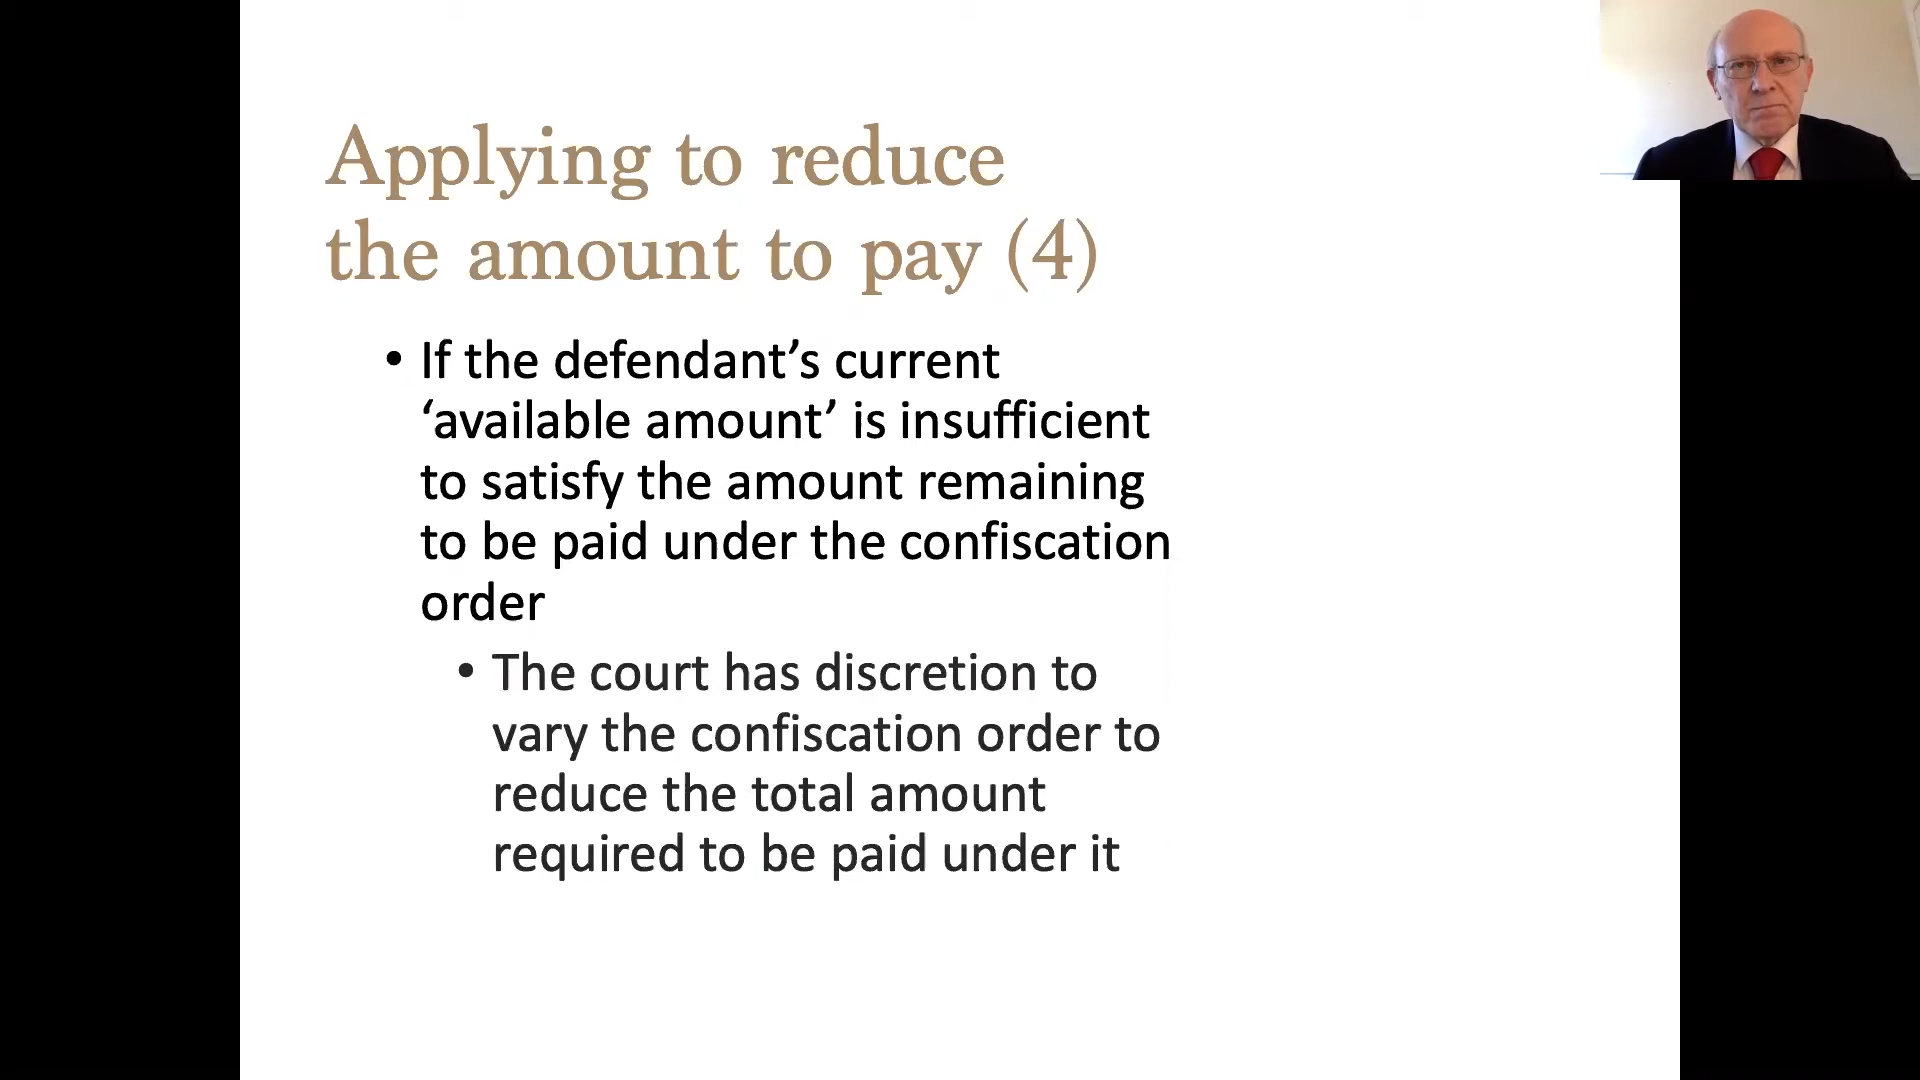 Applying to reduce
the amount to pay (4)
• If the defendant’s current
‘available amount’ is insufficient
to satisfy the amount remaining
to be paid under the confiscation
order
• The court has discretion to
vary the confiscation order to
reduce the total amount
required to be paid under it